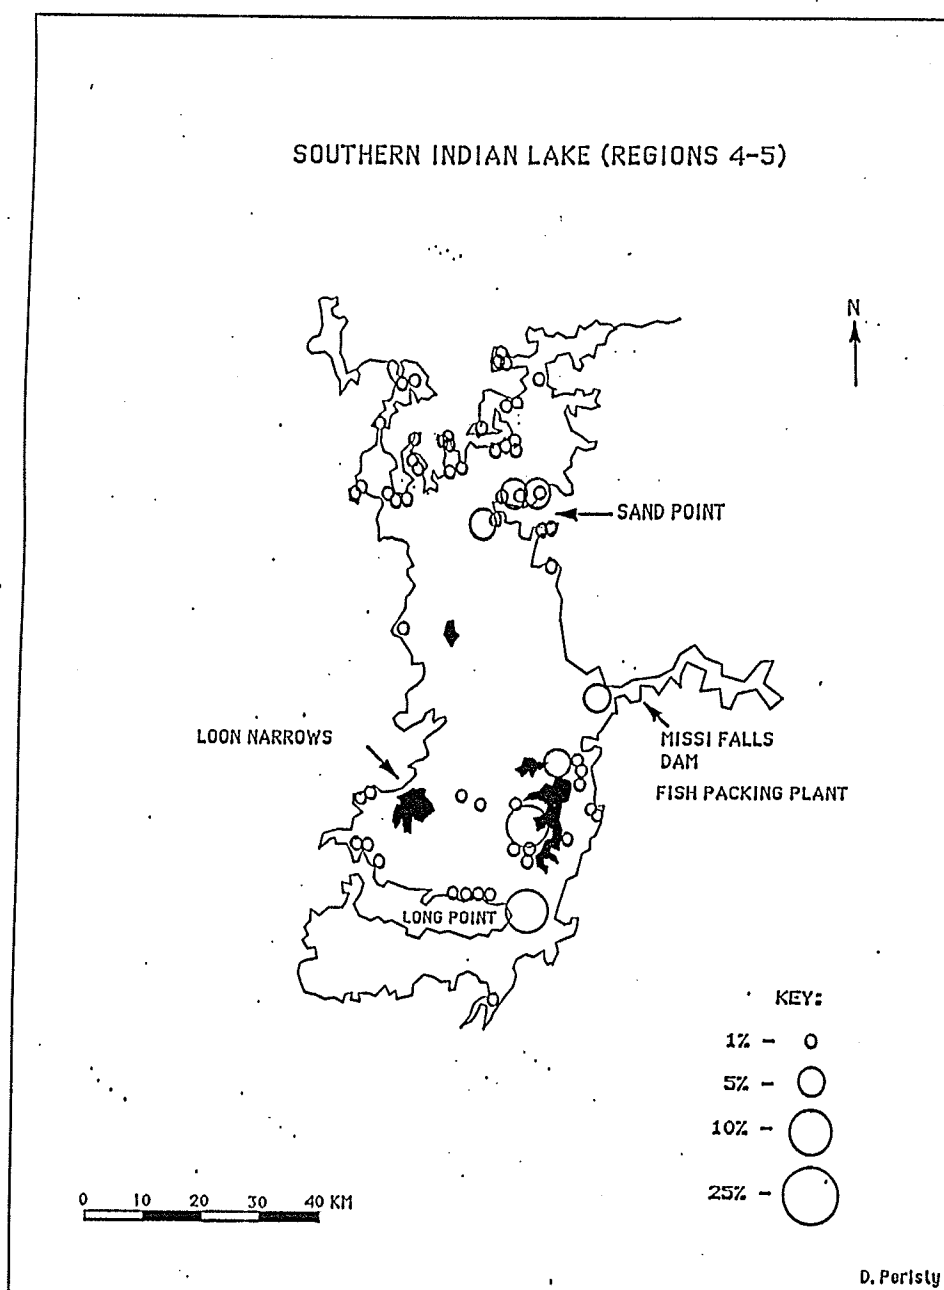 SOUTHERN INDIAN LAKE (REGIONS 4-5)
N
SAND POINT
LOON NARROWS
MISSI FALLS
DAM
FISH PACKING PLANT
LONG POINT
KEY:
1% -
5% -
10% -
25% -
0 10 20 30 40 KM
D. Peristy